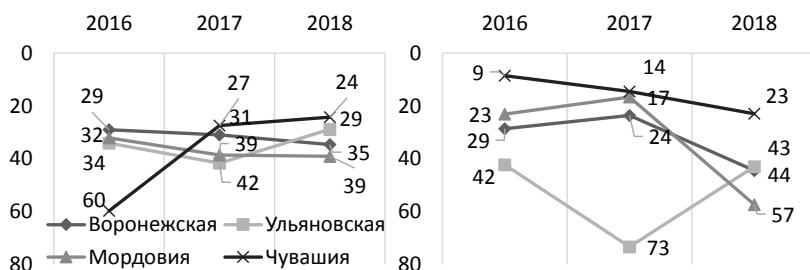 2016 2017 2018 2016 2017 2018
0 0
9 14
29 27 24 23
20 31 29 20 23 17
32 39 29 24 43
40 34 35 40 44
42 39 42
60 60 60 57
Воронежская Ульяновская 73
80 Мордовия Чувашия 80